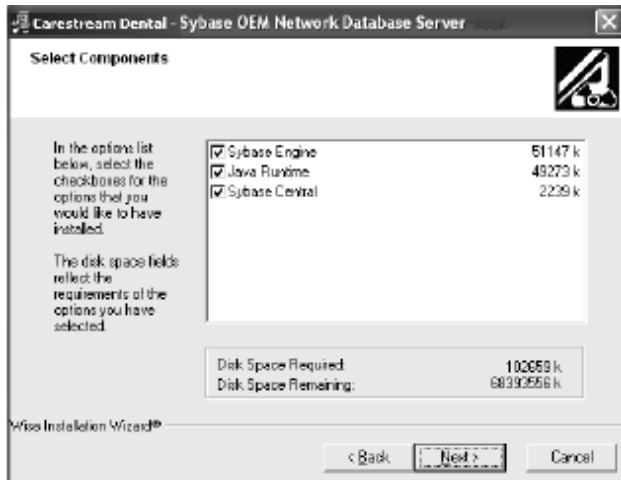 Carestream Dental - Sybase OEM Network Database Server
Select Components
In the options list
below, select the
checkboxes for the
options that you
would like to have
installed.
The disk space fields
reflect the
requirements of the
options you have
selected.
Sybase Engine 51147 k
Java Runtime 49273 k
Sybase Central 2239 k
Disk Space Required: 102659 k
Disk Space Remaining: 68393556 k
Wise Installation Wizard®
< Back
Next >
Cancel